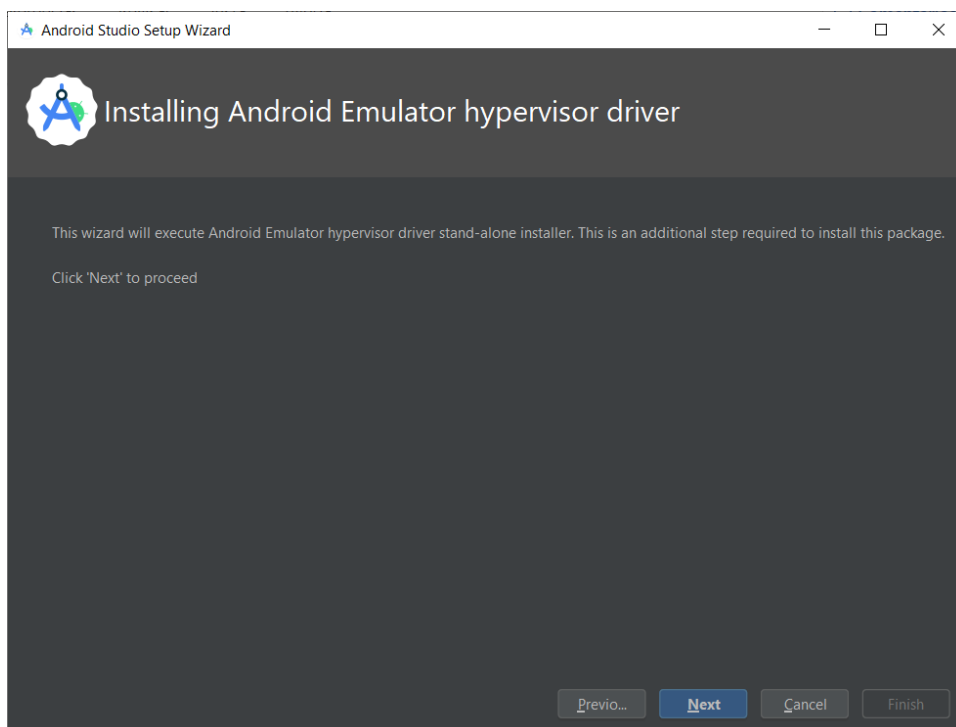 Android Studio Setup Wizard
Installing Android Emulator hypervisor driver
This wizard will execute Android Emulator hypervisor driver stand-alone installer. This is an additional step required to install this package.
Click 'Next' to proceed
Previo... Next Cancel Finish